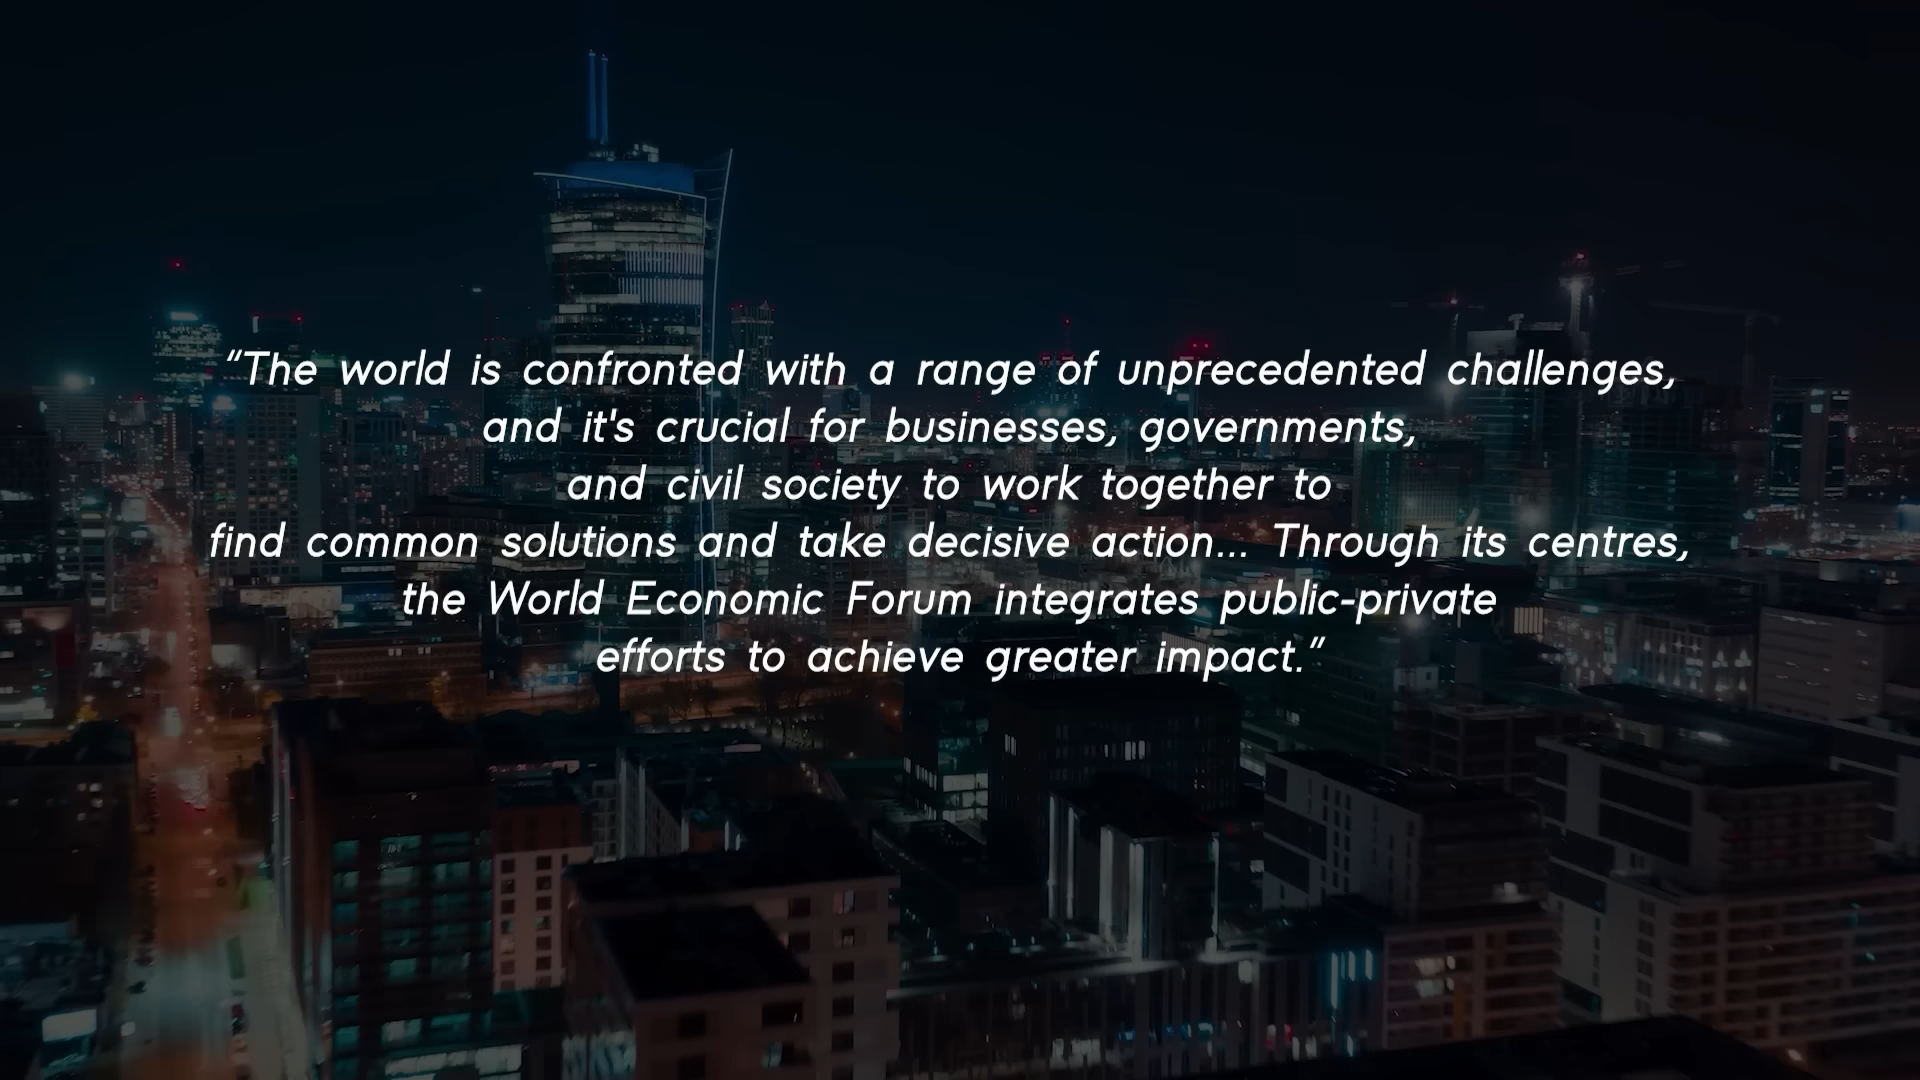 “The world is confronted with a range of unprecedented challenges,
and it's crucial for businesses, governments,
and civil society to work together to
find common solutions and take decisive action... Through its centres,
the World Economic Forum integrates public-private
efforts to achieve greater impact.”